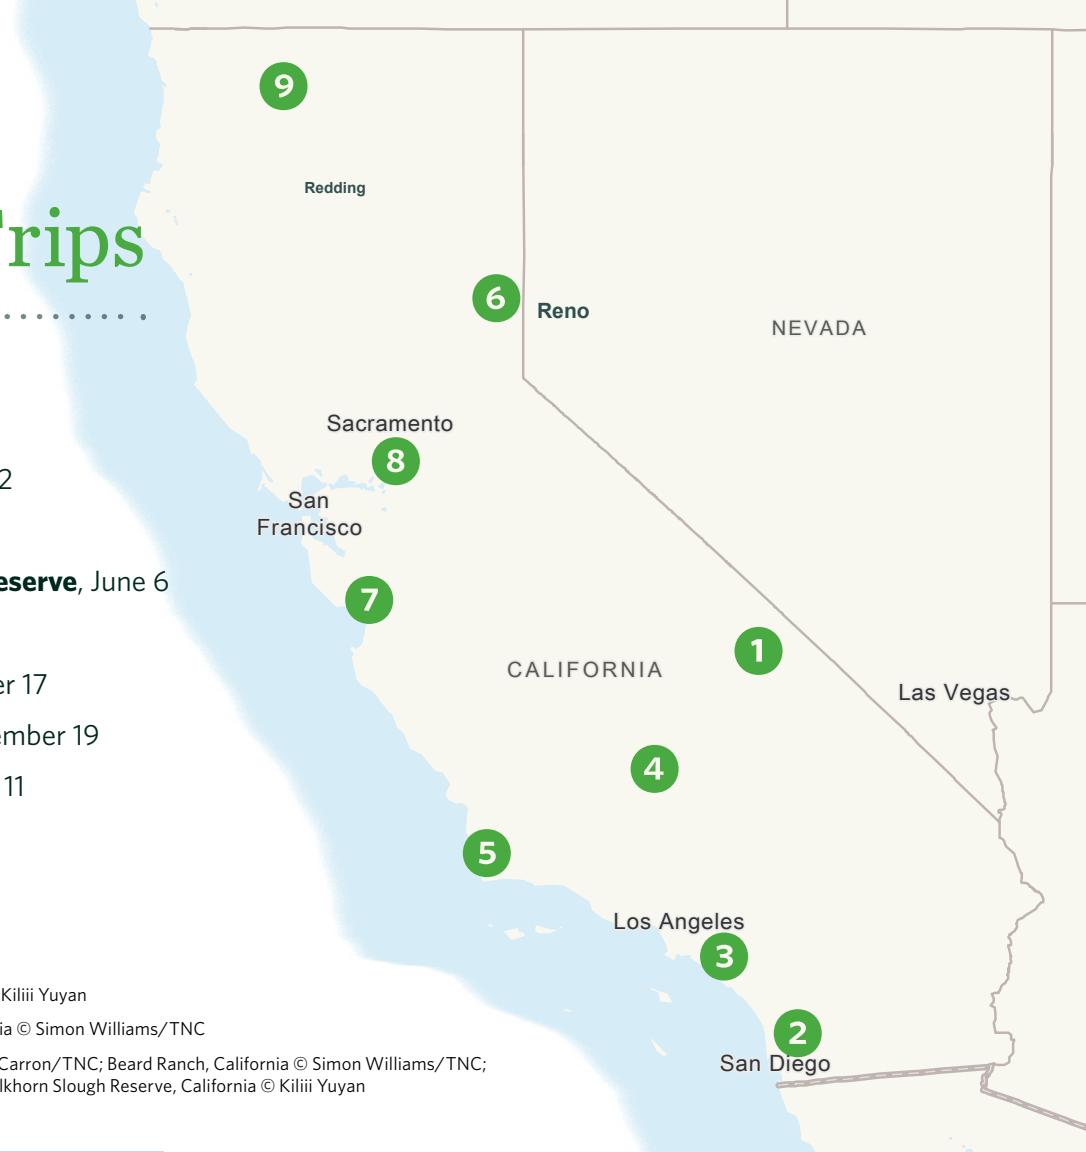 9
Redding
Trips
6
Reno
NEVADA
Sacramento
8
2
San
Francisco
eserve, June 6
7
1
CALIFORNIA
er 17
Las Vegas
ember 19
4
11
5
Los Angeles
3
Kiliii Yuyan
ia © Simon Williams/TNC
2
San Diego
Carron/TNC; Beard Ranch, California © Simon Williams/TNC;
lkhorn Slough Reserve, California © Kiliii Yuyan